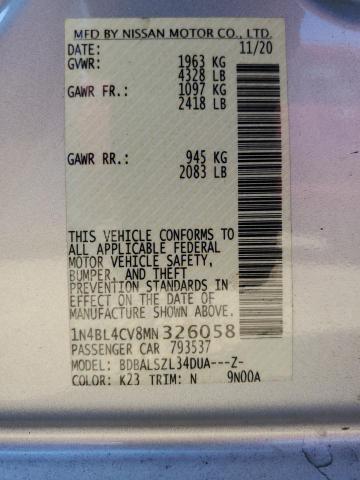 MFD BY NISSAN MOTOR CO., LTD.
DATE: 11/20
GVWR: 1963 KG
4328 LB
GAWR FR.: 1097 KG
2418 LB
GAWR RR.: 945 KG
2083 LB
THIS VEHICLE CONFORMS TO
ALL APPLICABLE FEDERAL
MOTOR VEHICLE SAFETY,
BUMPER, AND THEFT
PREVENTION STANDARDS IN
EFFECT ON THE DATE OF
MANUFACTURE SHOWN ABOVE.
1N4BL4CV8MN326058
PASSENGER CAR 793537
MODEL: BDBALSZL34DUA---Z-
COLOR: K23 TRIM: N 9N00A